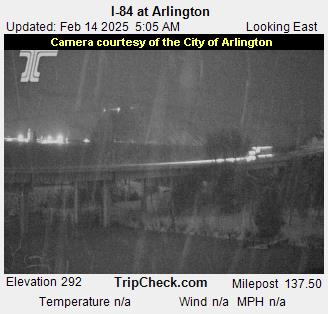 I-84 at Arlington
Updated: Feb 14 2025 5:05 AM Looking East
Camera courtesy of the City of Arlington
Elevation 292 TripCheck.com Milepost 137.50
Temperature n/a Wind n/a MPH n/a